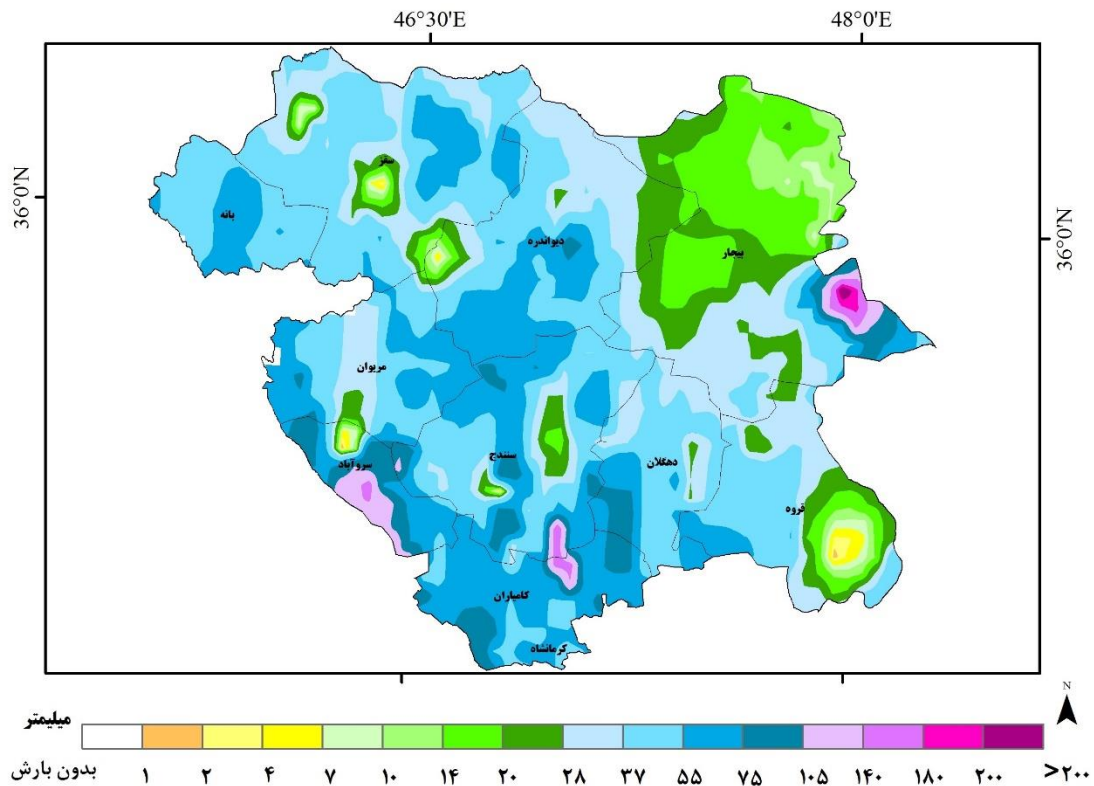 46°30'E 48°0'E
36°0'N
36°0'N
سقز
بانه
دیواندره
بیجار
مریوان
سنندج
دهگلان
سروآباد
قروه
کامیاران
کرمانشاه
N
میلیمتر
بدون بارش ۱ ۲ ۴ ۷ ۱۰ ۱۴ ۲۰ ۲۸ ۳۷ ۵۵ ۷۵ ۱۰۵ ۱۴۰ ۱۸۰ ۲۰۰ >۲۰۰